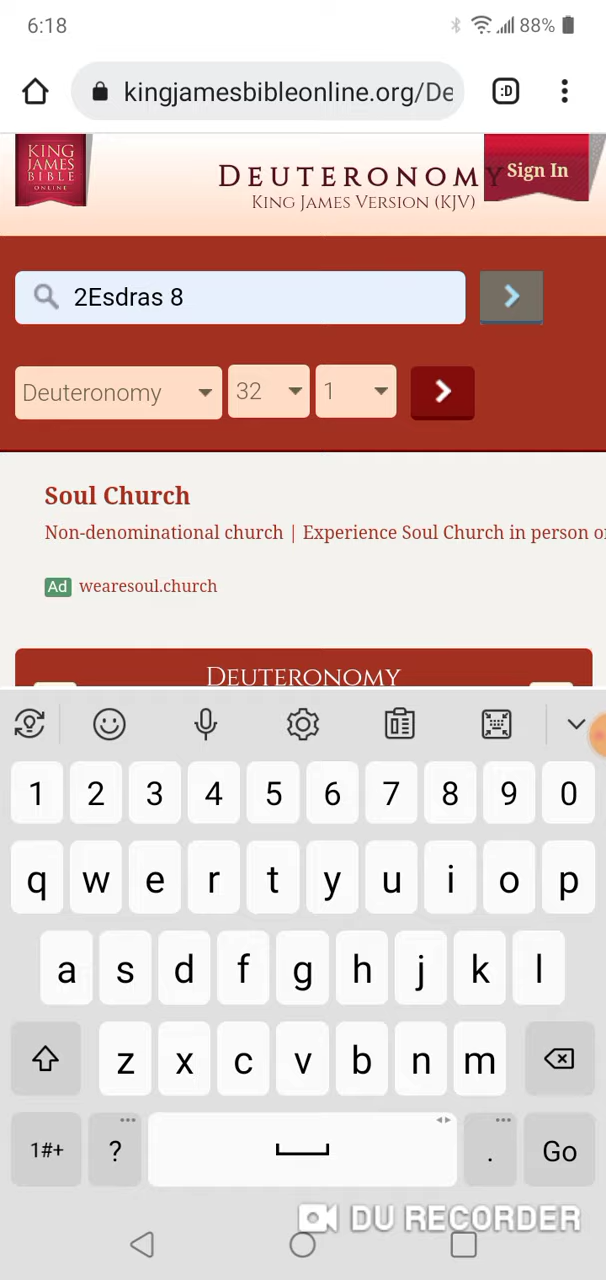 6:18
88%
kingjamesbibleonline.org/De
:D
KING
JAMES
BIBLE
ONLINE
DEUTERONOMY
KING JAMES VERSION (KJV)
Sign In
2Esdras 8
Deuteronomy
32
1
Soul Church
Non-denominational church | Experience Soul Church in person o
Ad wearesoul.church
DEUTERONOMY
1 2 3 4 5 6 7 8 9 0
q w e r t y u i o p
a s d f g h j k l
z x c v b n m
1#+ ? . Go
DU RECORDER